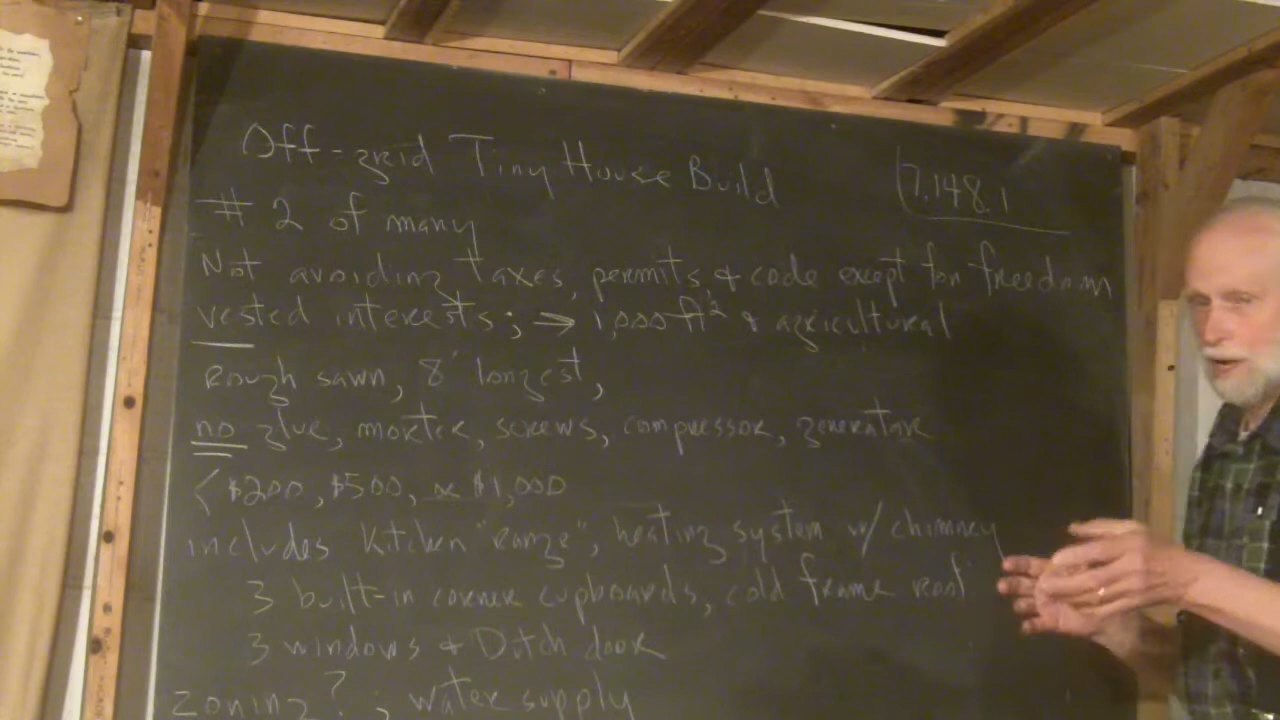 Off-grid Tiny House Build
17.148.1
# 2 of many
Not avoiding taxes, permits, & code except for freedom
vested interests; → 1,000 ft² & agricultural
Rough sawn, 8' longest,
no glue, morter, screws, compressor, generator
< $200, $500, or $1,000
includes kitchen "range", heating system w/ chimney
3 built-in corner cupboards, cold frame roof
3 windows & Dutch door
zoning? ; water supply